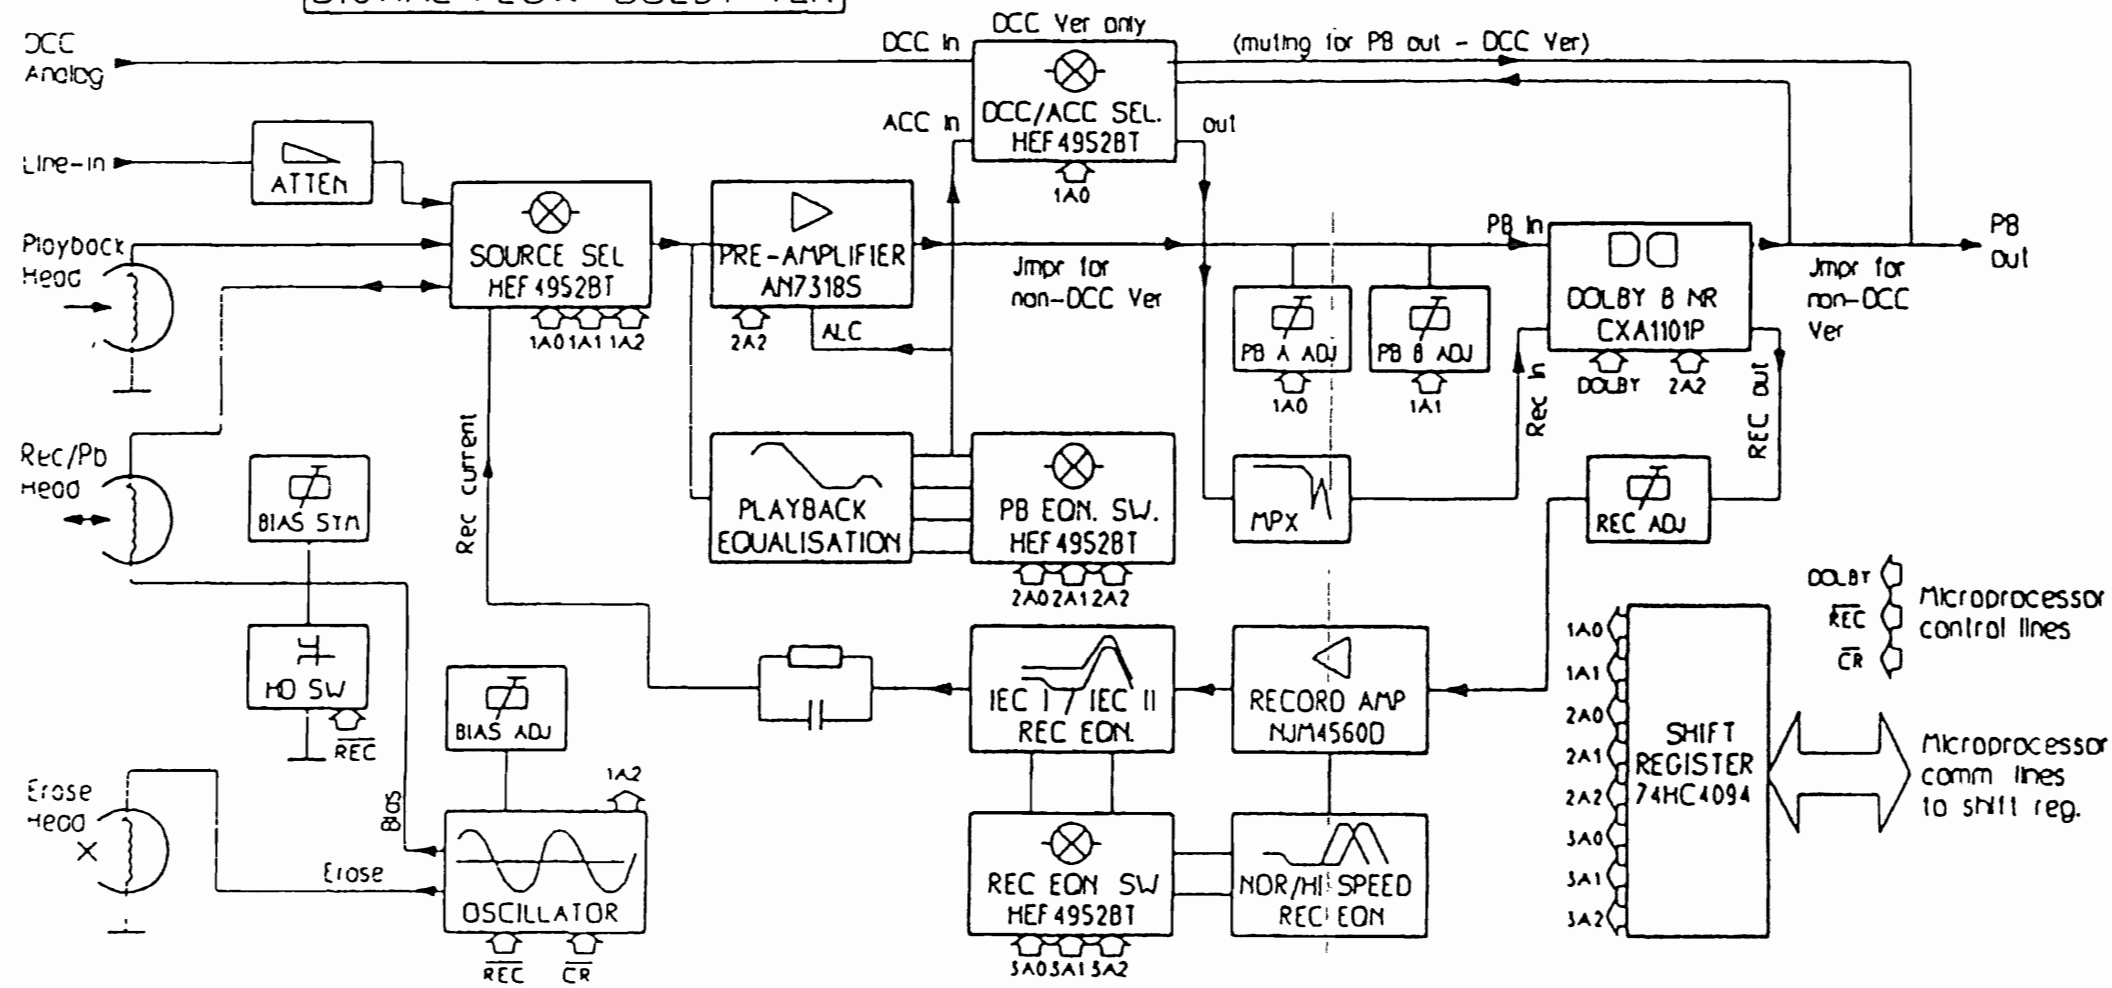 DCC Ver only
DCC
Analog
DCC In
(muting for PB out - DCC Ver)
DCC/ACC SEL.
HEF4952BT
1A0
ACC In
out
Line-In
ATTEN
Playback
Head
SOURCE SEL
HEF4952BT
1A0 1A1 1A2
PRE-AMPLIFIER
AN7318S
2A2
ALC
Jmpr for
non-DCC Ver
PB A ADJ
1A0
PB B ADJ
1A1
PB In
DOLBY B NR
CXA1101P
DOLBY
2A2
Rec In
REC out
PB
out
Jmpr for
non-DCC
Ver
Rec/Pb
Head
BIAS SYM
Rec current
PLAYBACK
EQUALISATION
PB EQN. SW.
HEF4952BT
2A0 2A1 2A2
MPX
REC ADJ
HO SW
REC
BIAS ADJ
IEC I / IEC II
REC EQN.
RECORD AMP
NJM4560D
REC EQN SW
HEF4952BT
3A0 3A1 3A2
NOR/HI SPEED
REC EQN
Erase
Head
Bias
Erase
1A2
OSCILLATOR
REC
CR
1A0
1A1
2A0
2A1
2A2
3A0
3A1
3A2
SHIFT
REGISTER
74HC4094
DOLBY
REC
CR
Microprocessor
control lines
Microprocessor
comm lines
to shift reg.